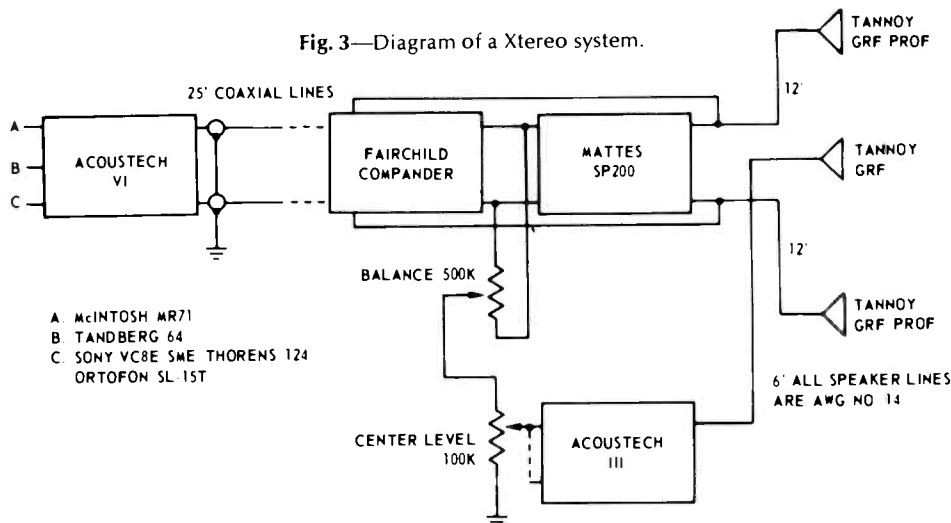 Fig. 3—Diagram of a Xtereo system.
TANNOY
GRF PROF
12'
25' COAXIAL LINES
A
B
C
ACOUSTECH
VI
FAIRCHILD
COMPANDER
MATTES
SP200
TANNOY
GRF
12'
BALANCE 500K
TANNOY
GRF PROF
A. McINTOSH MR71
B. TANDBERG 64
C. SONY VC8E SME THORENS 124
ORTOFON SL-15T
6' ALL SPEAKER LINES
ARE AWG NO 14
CENTER LEVEL
100K
ACOUSTECH
III